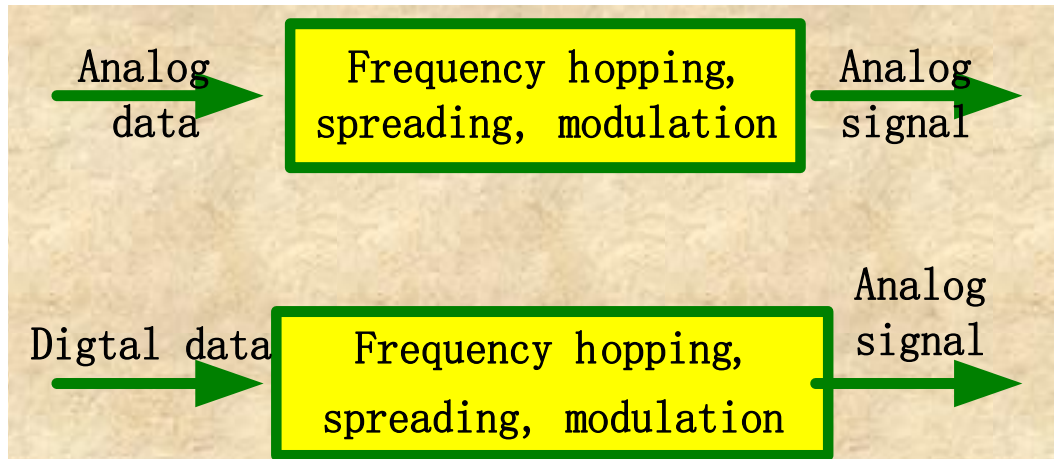 Analog
data
Frequency hopping,
spreading, modulation
Analog
signal
Digtal data
Frequency hopping,
spreading, modulation
Analog
signal